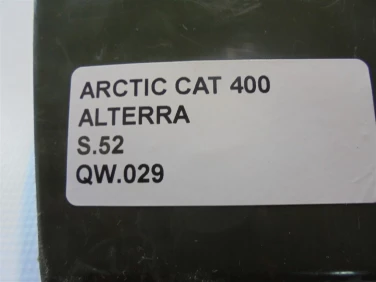 ARCTIC CAT 400
ALTERRA
S.52
QW.029